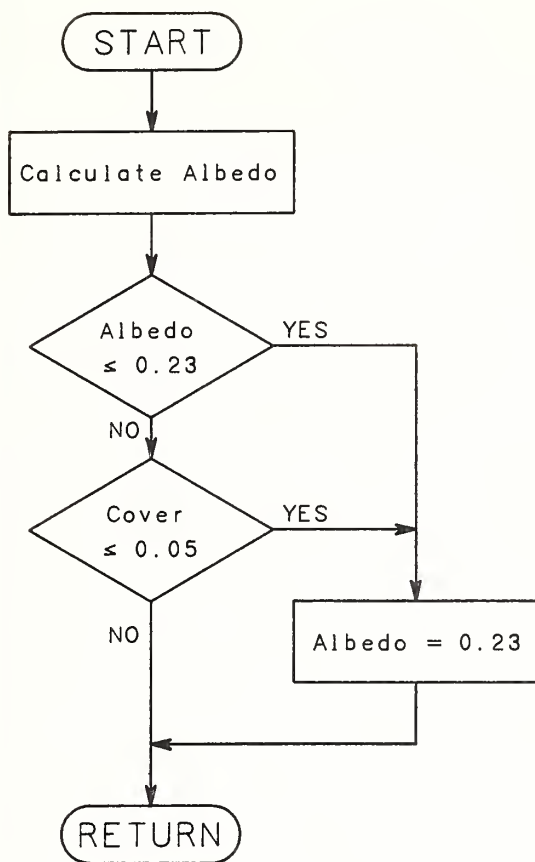 START
Calculate Albedo
Albedo
≤ 0.23
YES
NO
Cover
≤ 0.05
YES
NO
Albedo = 0.23
RETURN